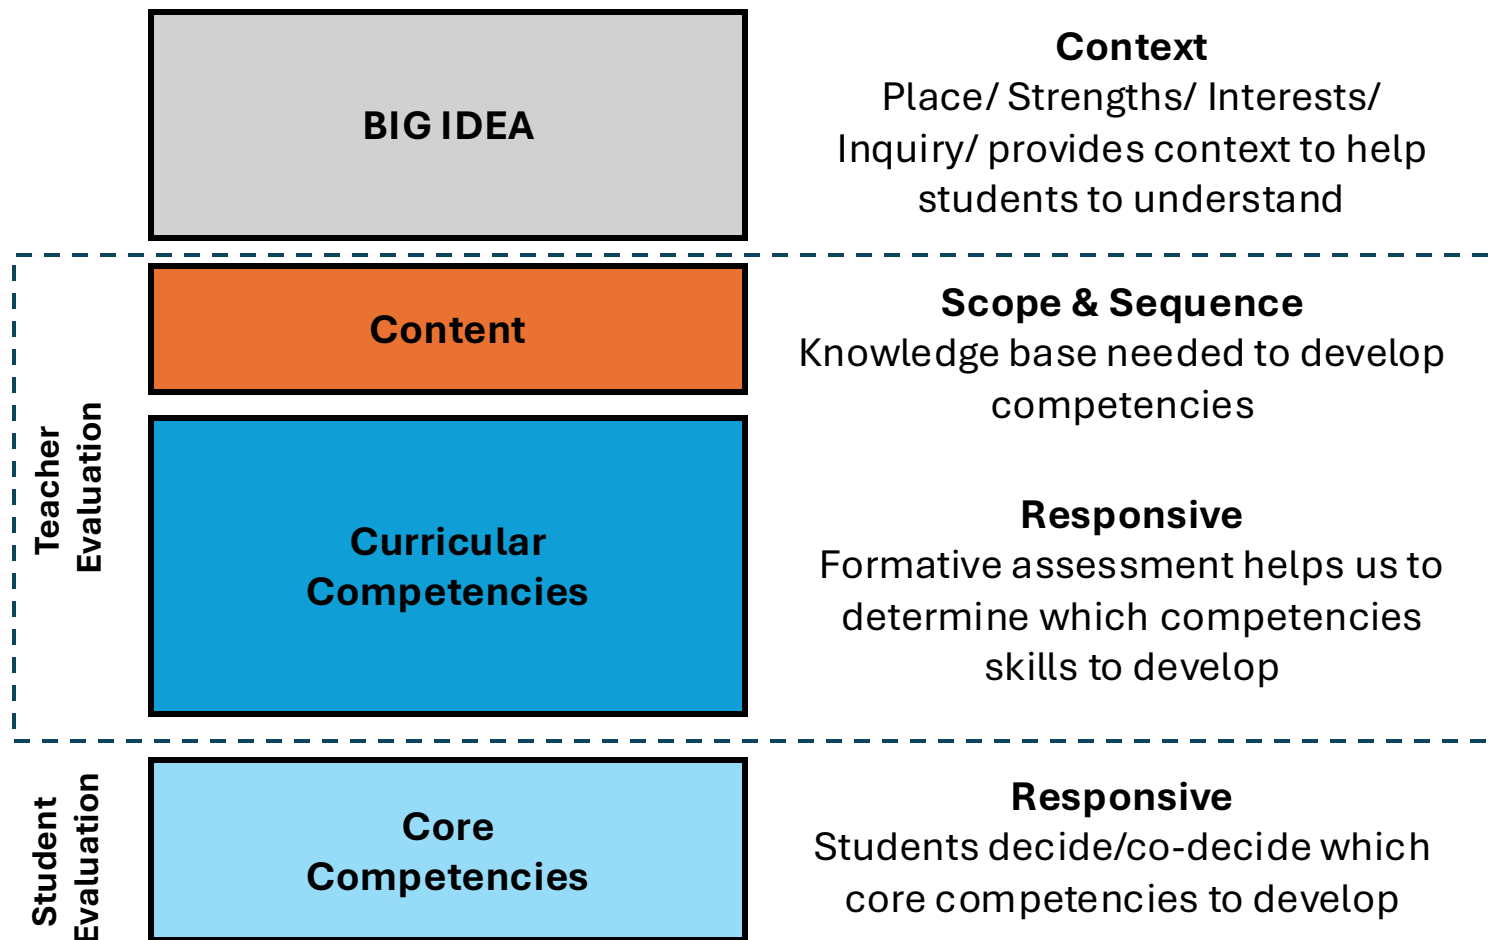 BIG IDEA
Context
Place/ Strengths/ Interests/
Inquiry/ provides context to help
students to understand
Teacher
Evaluation
Content
Scope & Sequence
Knowledge base needed to develop
competencies
Curricular
Competencies
Responsive
Formative assessment helps us to
determine which competencies
skills to develop
Student
Evaluation
Core
Competencies
Responsive
Students decide/co-decide which
core competencies to develop